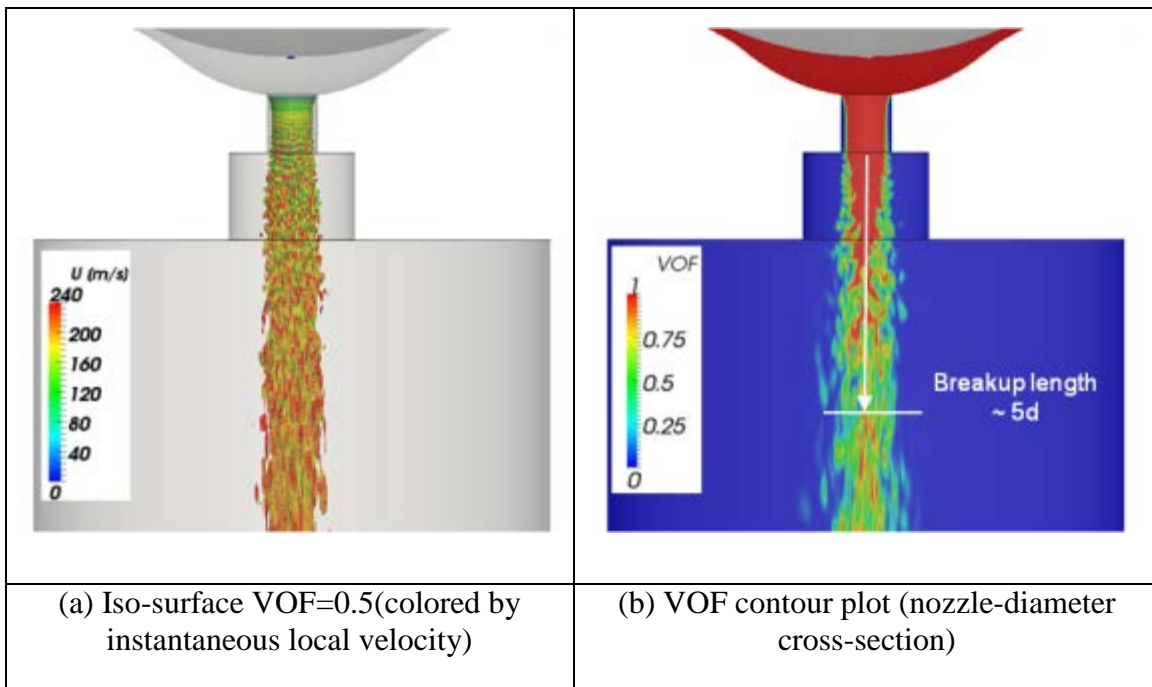 U (m/s)
240
200
160
120
80
40
0
VOF
1
0.75
0.5
0.25
0
Breakup length
~ 5d
(a) Iso-surface VOF=0.5(colored by
instantaneous local velocity)
(b) VOF contour plot (nozzle-diameter
cross-section)